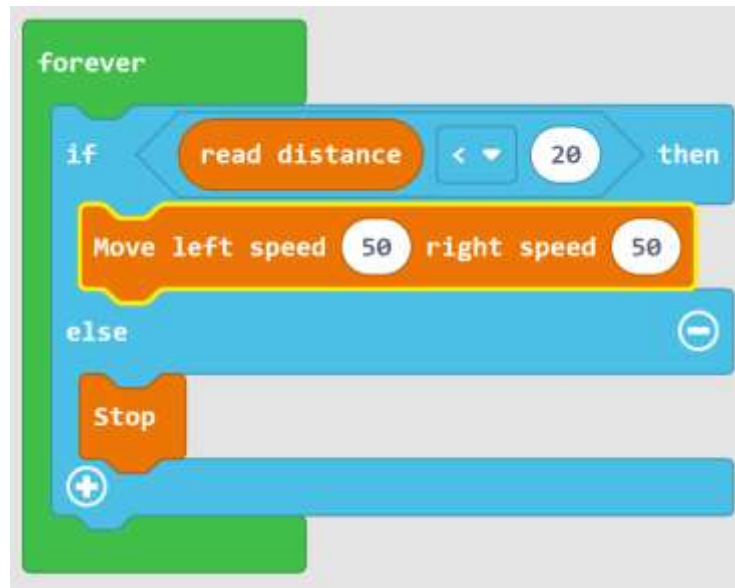 forever
if read distance < 20 then
Move left speed 50 right speed 50
else
Stop